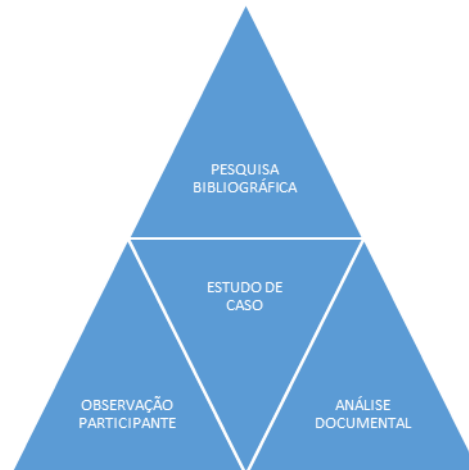 PESQUISA
BIBLIOGRÁFICA
ESTUDO DE
CASO
OBSERVAÇÃO
PARTICIPANTE
ANÁLISE
DOCUMENTAL